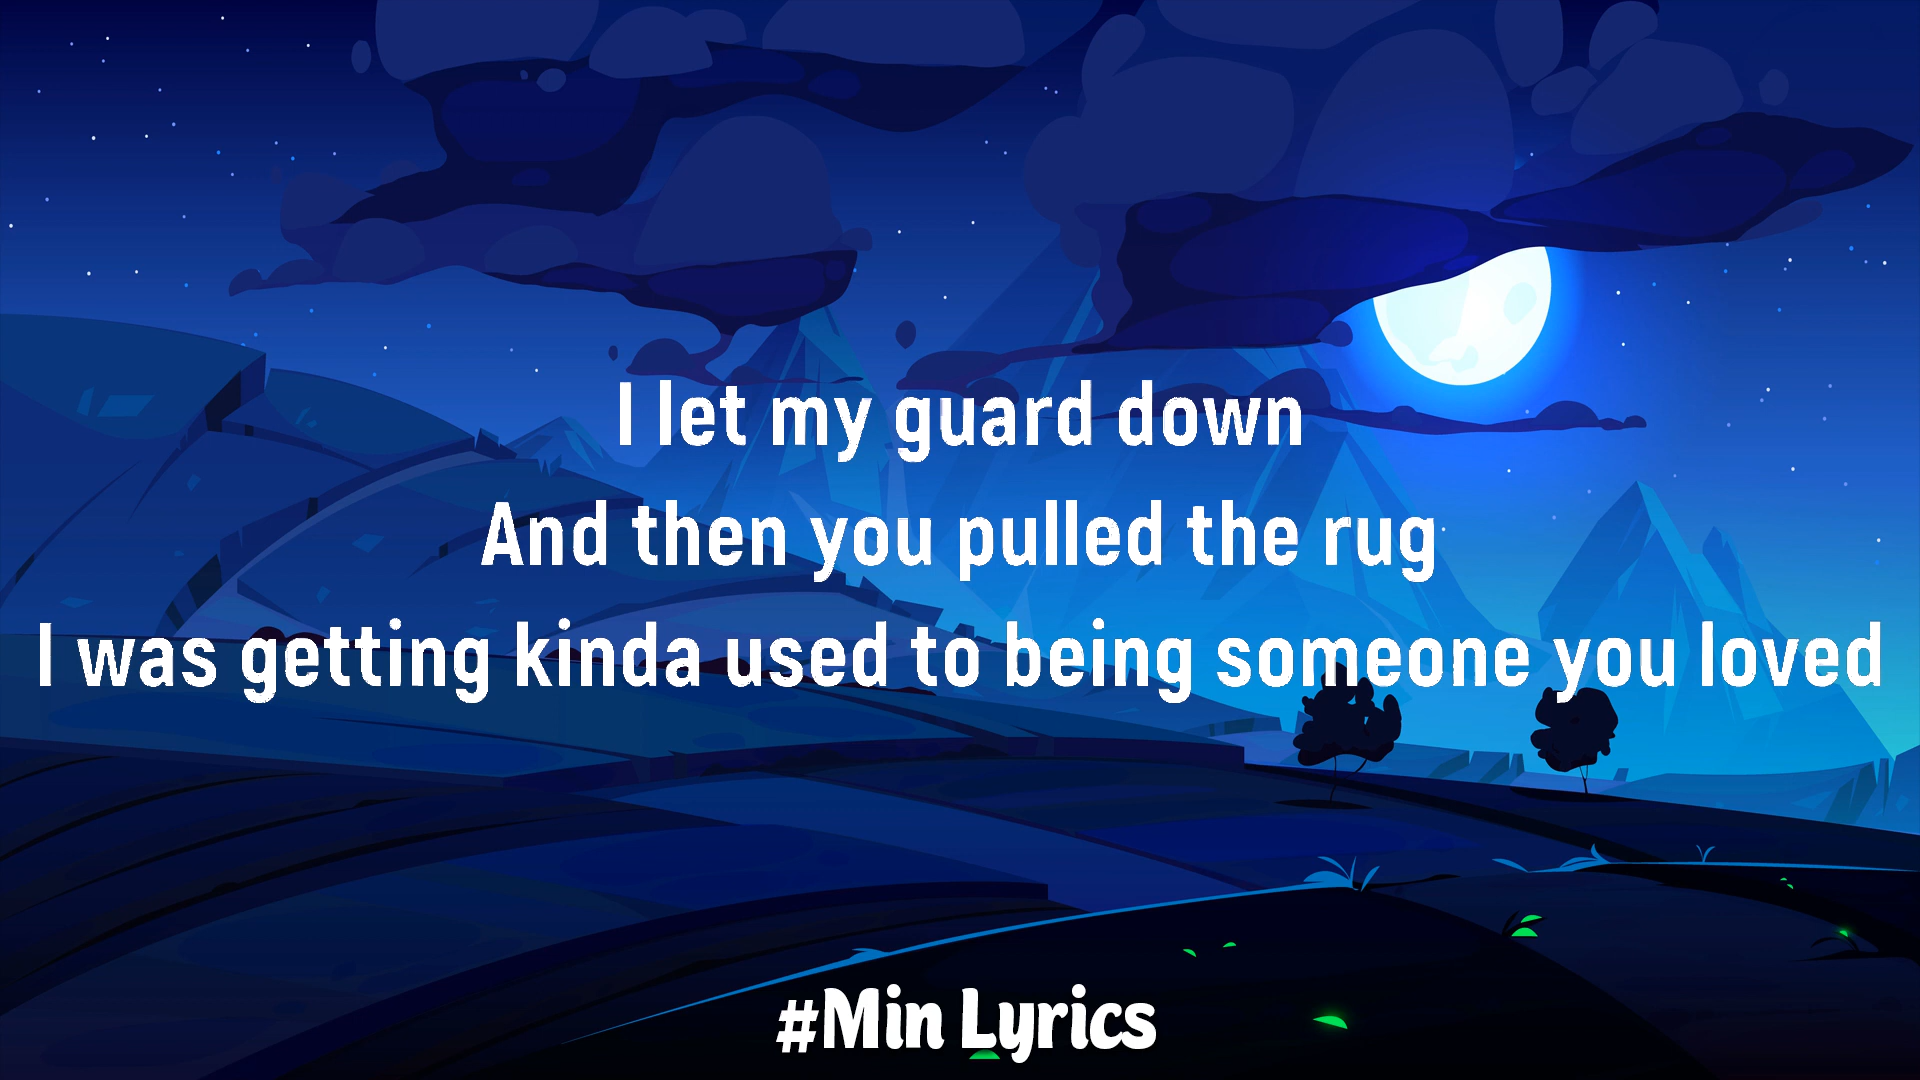 I let my guard down
And then you pulled the rug
I was getting kinda used to being someone you loved
#Min Lyrics